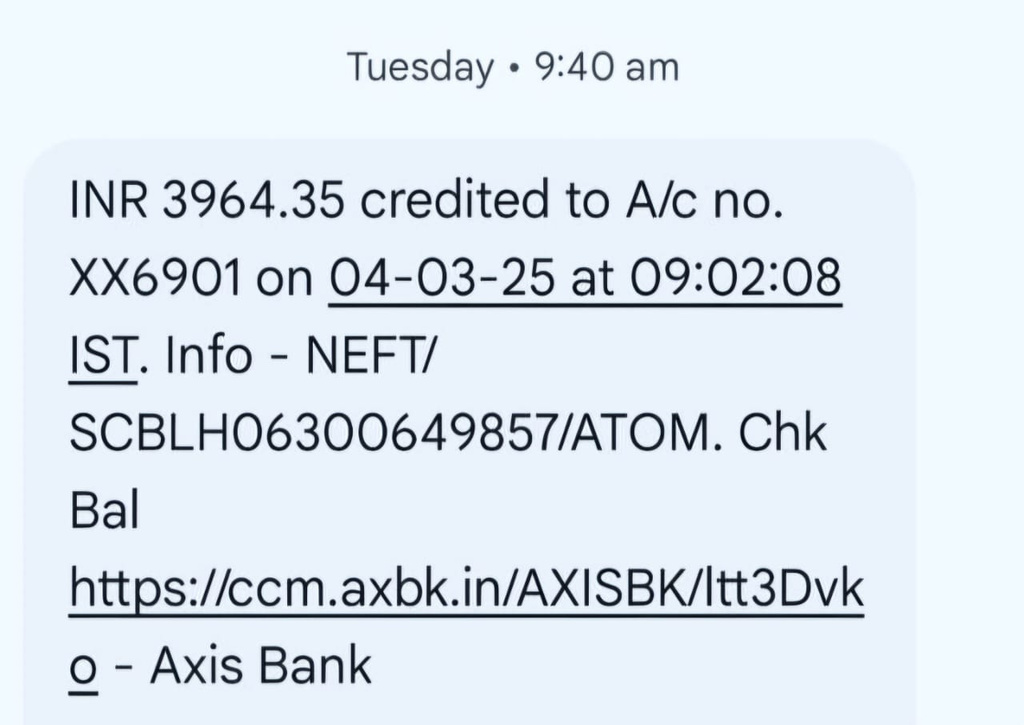 Tuesday • 9:40 am
INR 3964.35 credited to A/c no.
XX6901 on 04-03-25 at 09:02:08
IST. Info - NEFT/
SCBLH06300649857/ATOM. Chk
Bal
https://ccm.axbk.in/AXISBK/ltt3Dvk
o - Axis Bank